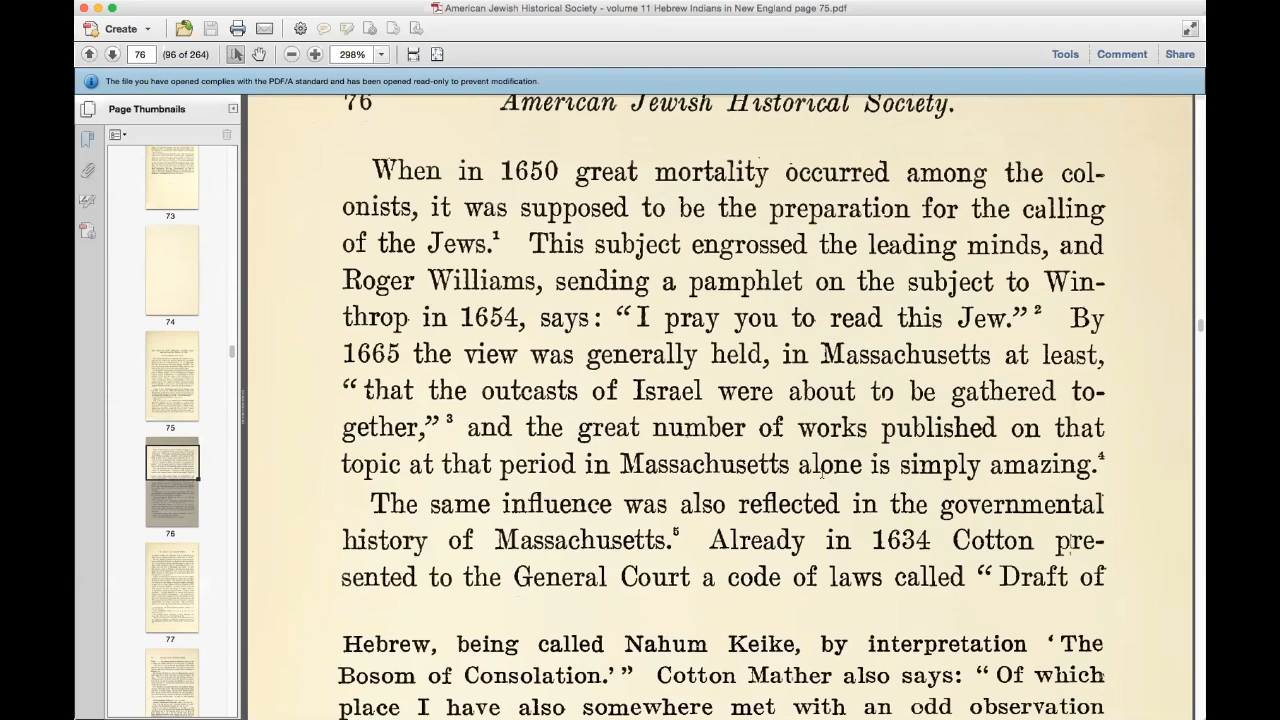 American Jewish Historical Society - volume 11 Hebrew Indians in New England page 75.pdf
Create
76 (96 of 264) 298% Tools Comment Share
The file you have opened complies with the PDF/A standard and has been opened read-only to prevent modification.
Page Thumbnails
73
74
75
76
77
76 American Jewish Historical Society.
When in 1650 great mortality occurred among the col-
onists, it was supposed to be the preparation for the calling
of the Jews.¹ This subject engrossed the leading minds, and
Roger Williams, sending a pamphlet on the subject to Win-
throp in 1654, says: “I pray you to read this Jew.” ² By
1665 the view was generally held, in Massachusetts at least,
“that the outcasts of Israel were about to be gathered to-
gether,” ³ and the great number of works published on that
topic at that period in Massachusetts alone is simply amazing.⁴
The same influence was also reflected in the governmental
history of Massachusetts.⁵ Already in 1634 Cotton pre-
sented to the General Court a code of laws called “Draft of
Hebrew, being called Nahum Keike, by interpretation ‘The
Bosom of Consolation.’” Cotton Mather also says: “Of which
place I have also somewhere met with an odd observation